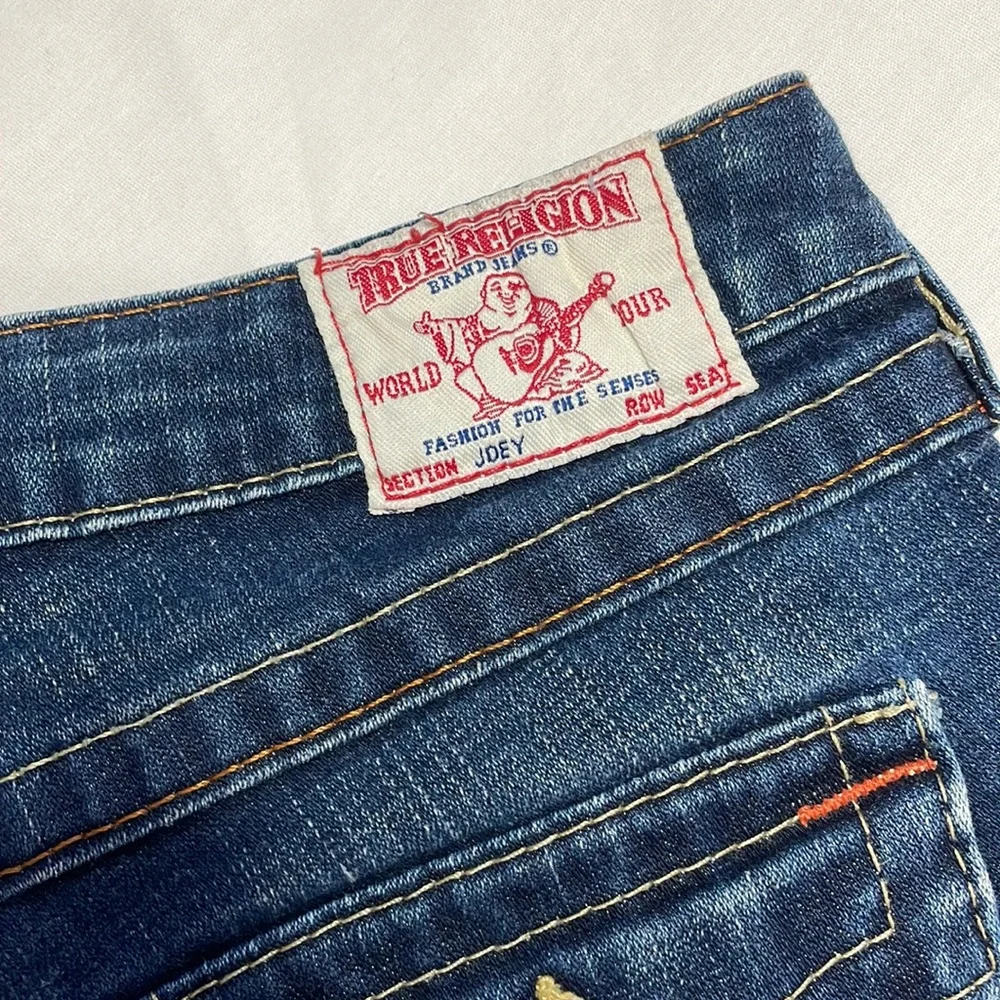 TRUE RELIGION
BRAND JEANS ®
WORLD TOUR
FASHION FOR THE SENSES
SECTION JOEY ROW SEAT